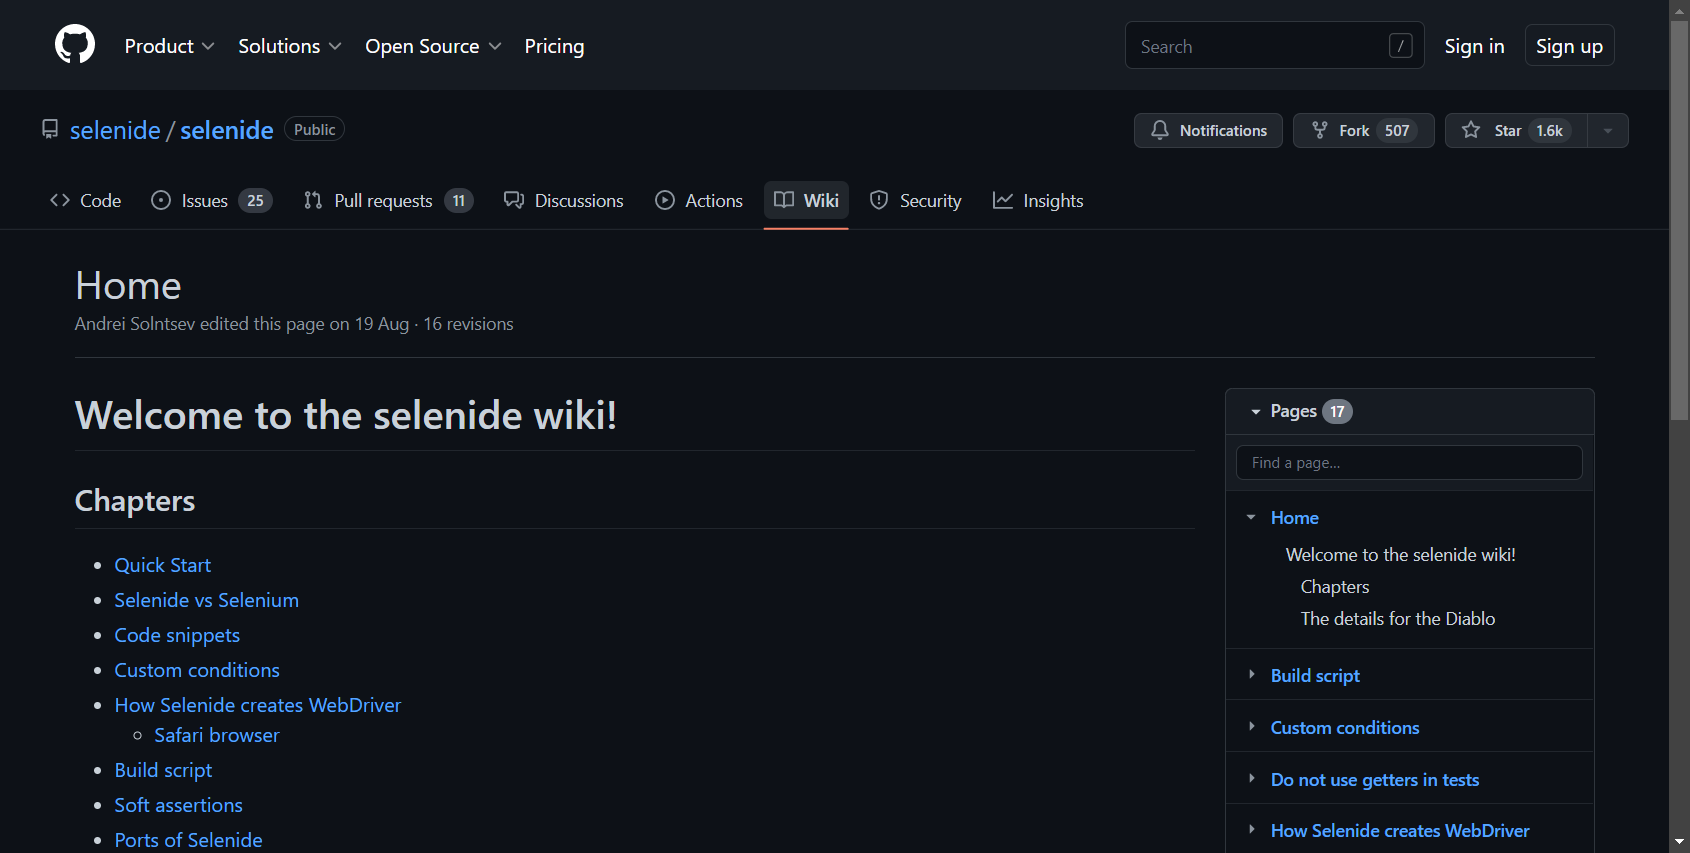 Product Solutions Open Source Pricing Search / Sign in Sign up
selenide / selenide Public Notifications Fork 507 Star 1.6k
Code Issues 25 Pull requests 11 Discussions Actions Wiki Security Insights
Home
Andrei Solntsev edited this page on 19 Aug · 16 revisions
Welcome to the selenide wiki!
Chapters
• Quick Start
• Selenide vs Selenium
• Code snippets
• Custom conditions
• How Selenide creates WebDriver
◦ Safari browser
• Build script
• Soft assertions
• Ports of Selenide
Pages 17
Find a page...
Home
Welcome to the selenide wiki!
Chapters
The details for the Diablo
Build script
Custom conditions
Do not use getters in tests
How Selenide creates WebDriver